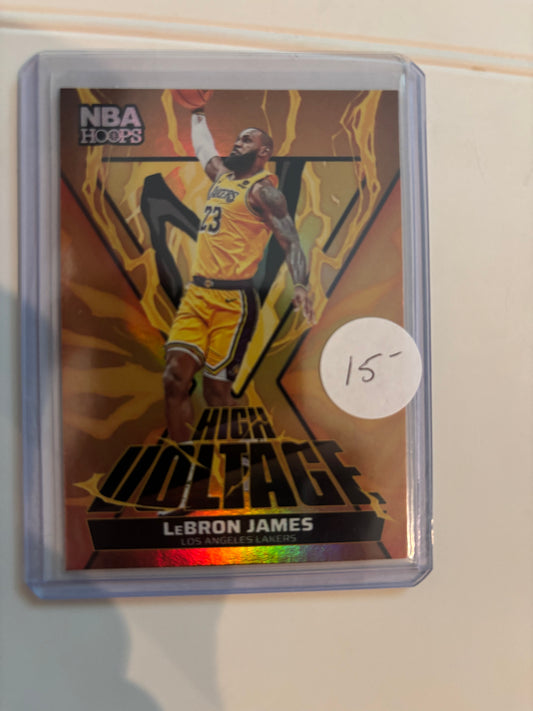 NBA
HOOPS
LAKERS
23
HIGH
VOLTAGE
LeBRON JAMES
LOS ANGELES LAKERS
15-